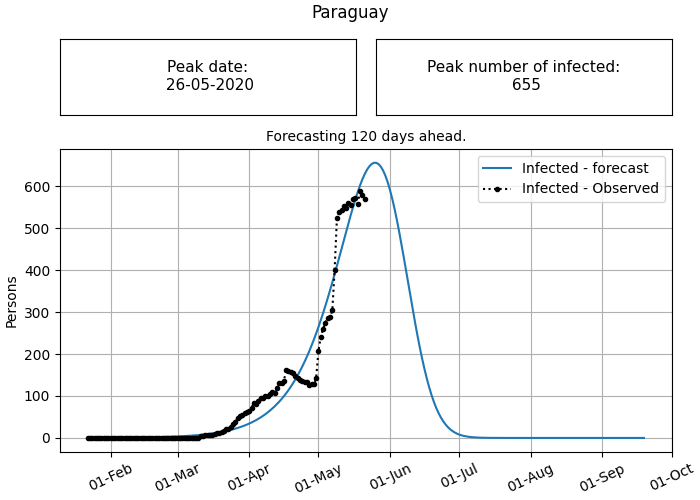 Paraguay
Peak date:
26-05-2020
Peak number of infected:
655
Forecasting 120 days ahead.
Infected - forecast
Infected - Observed
Persons
600
500
400
300
200
100
0
01-Feb
01-Mar
01-Apr
01-May
01-Jun
01-Jul
01-Aug
01-Sep
01-Oct